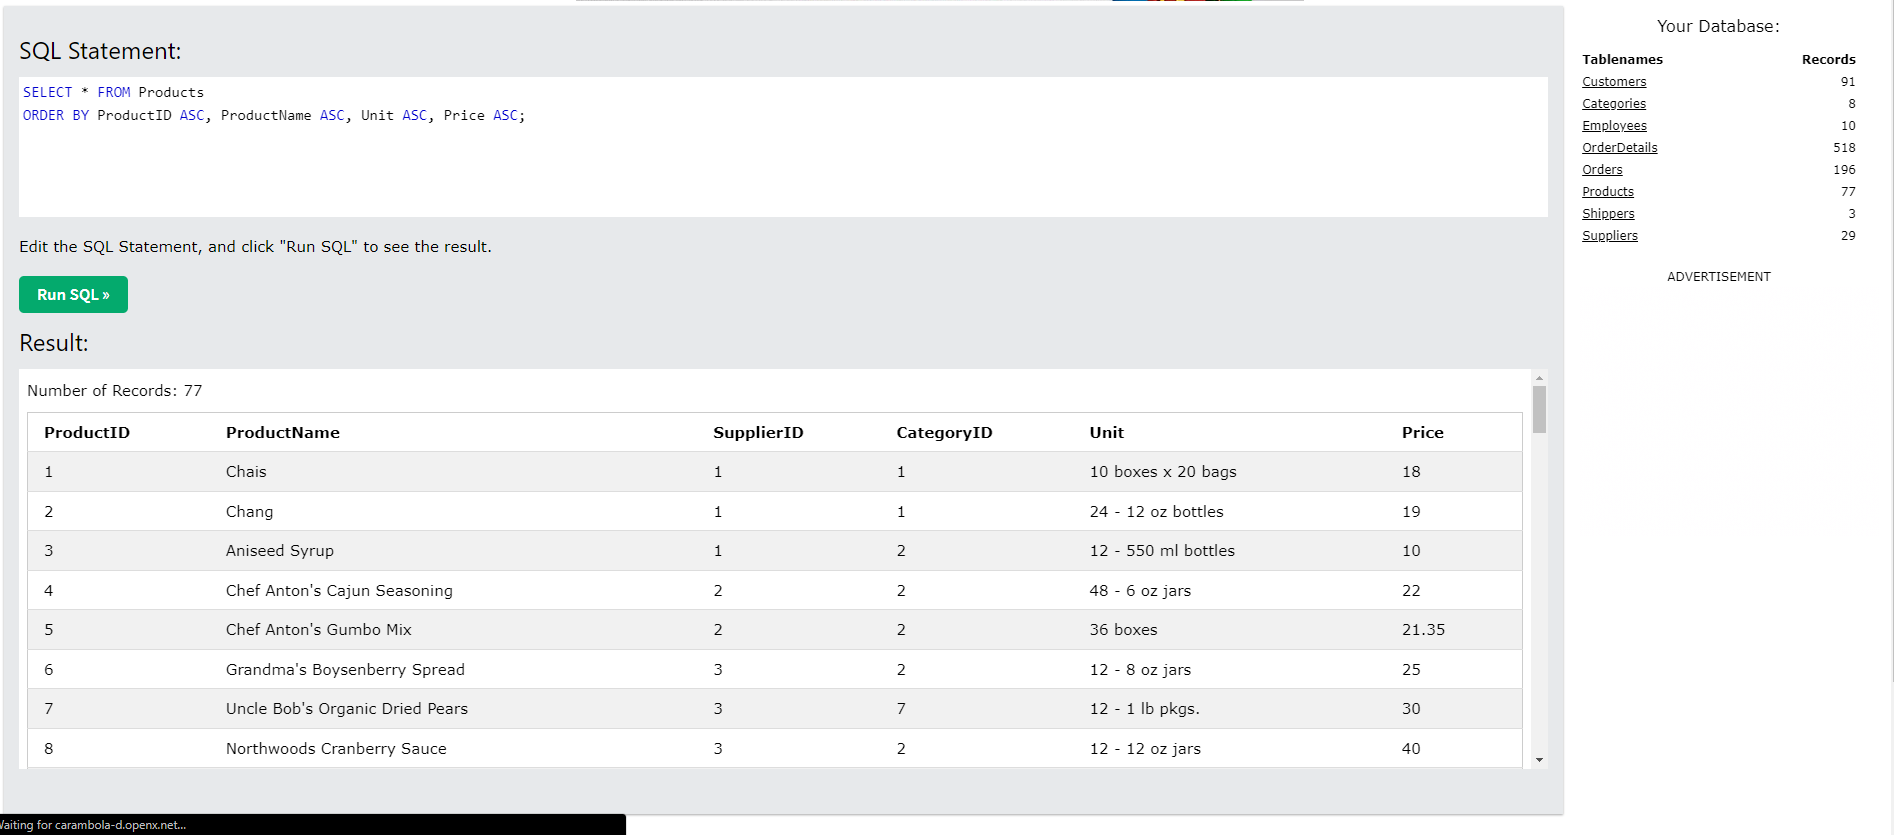 SQL Statement:
SELECT * FROM Products
ORDER BY ProductID ASC, ProductName ASC, Unit ASC, Price ASC;
Edit the SQL Statement, and click "Run SQL" to see the result.
Run SQL »
Result:
Number of Records: 77
ProductID ProductName SupplierID CategoryID Unit Price
1 Chais 1 1 10 boxes x 20 bags 18
2 Chang 1 1 24 - 12 oz bottles 19
3 Aniseed Syrup 1 2 12 - 550 ml bottles 10
4 Chef Anton's Cajun Seasoning 2 2 48 - 6 oz jars 22
5 Chef Anton's Gumbo Mix 2 2 36 boxes 21.35
6 Grandma's Boysenberry Spread 3 2 12 - 8 oz jars 25
7 Uncle Bob's Organic Dried Pears 3 7 12 - 1 lb pkgs. 30
8 Northwoods Cranberry Sauce 3 2 12 - 12 oz jars 40
Your Database:
Tablenames Records
Customers 91
Categories 8
Employees 10
OrderDetails 518
Orders 196
Products 77
Shippers 3
Suppliers 29
ADVERTISEMENT
Waiting for carambola-d.openx.net...